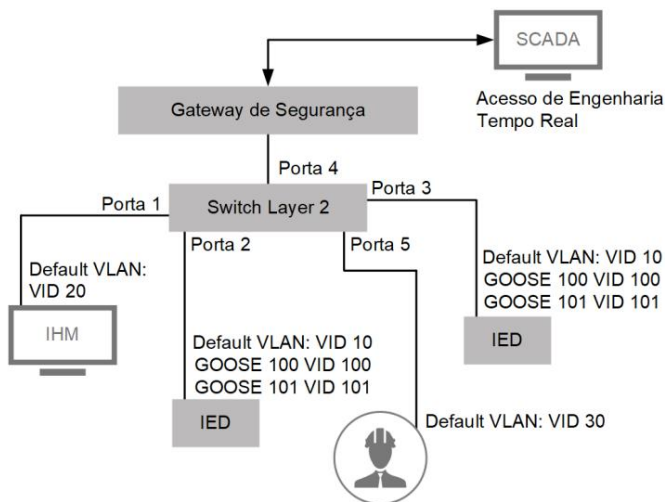 SCADA
Acesso de Engenharia
Tempo Real
Gateway de Segurança
Porta 4
Porta 1
Switch Layer 2
Porta 3
Porta 2
Porta 5
Default VLAN:
VID 20
IHM
Default VLAN: VID 10
GOOSE 100 VID 100
GOOSE 101 VID 101
IED
Default VLAN: VID 10
GOOSE 100 VID 100
GOOSE 101 VID 101
IED
Default VLAN: VID 30